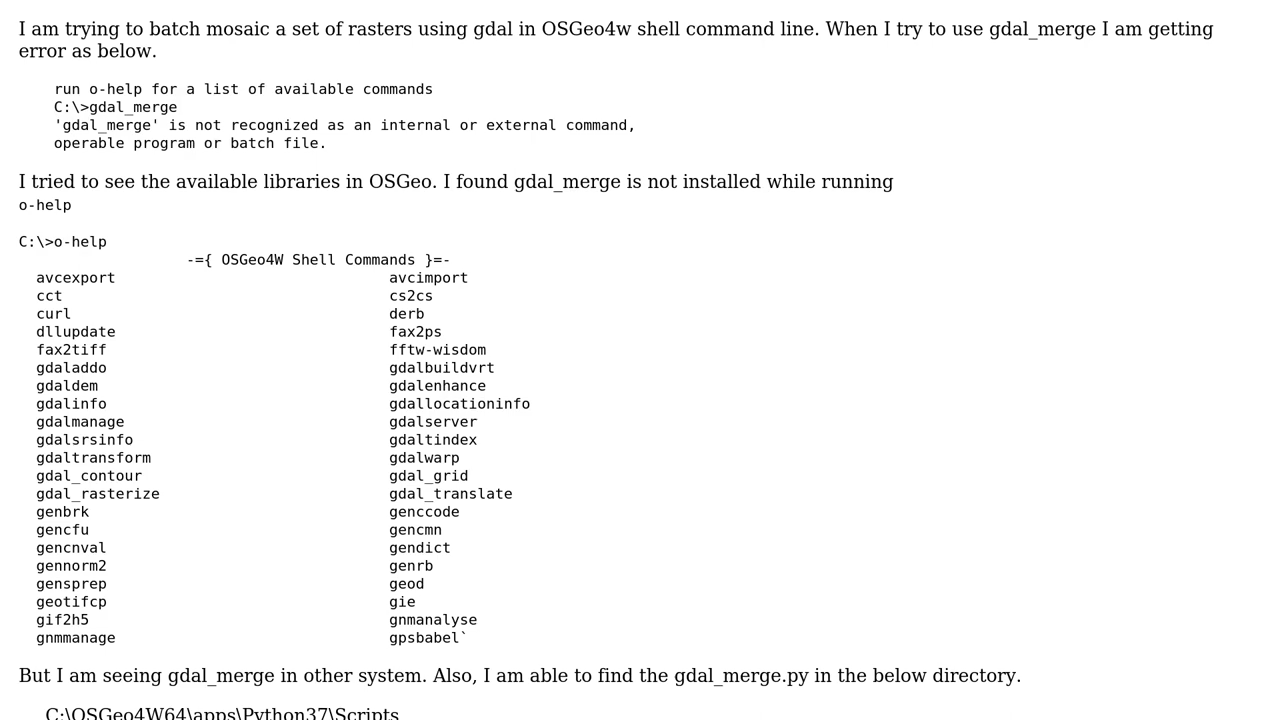 I am trying to batch mosaic a set of rasters using gdal in OSGeo4w shell command line. When I try to use gdal_merge I am getting
error as below.
run o-help for a list of available commands
C:\>gdal_merge
'gdal_merge' is not recognized as an internal or external command,
operable program or batch file.
I tried to see the available libraries in OSGeo. I found gdal_merge is not installed while running
o-help
C:\>o-help
-={ OSGeo4W Shell Commands }=-
avcexport avcimport
cct cs2cs
curl derb
dllupdate fax2ps
fax2tiff fftw-wisdom
gdaladdo gdalbuildvrt
gdaldem gdalenhance
gdalinfo gdallocationinfo
gdalmanage gdalserver
gdalsrsinfo gdaltindex
gdaltransform gdalwarp
gdal_contour gdal_grid
gdal_rasterize gdal_translate
genbrk genccode
gencfu gencmn
gencnval gendict
gennorm2 genrb
gensprep geod
geotifcp gie
gif2h5 gnmanalyse
gnmmanage gpsbabel`
But I am seeing gdal_merge in other system. Also, I am able to find the gdal_merge.py in the below directory.
C:\OSGeo4W64\apps\Python37\Scripts